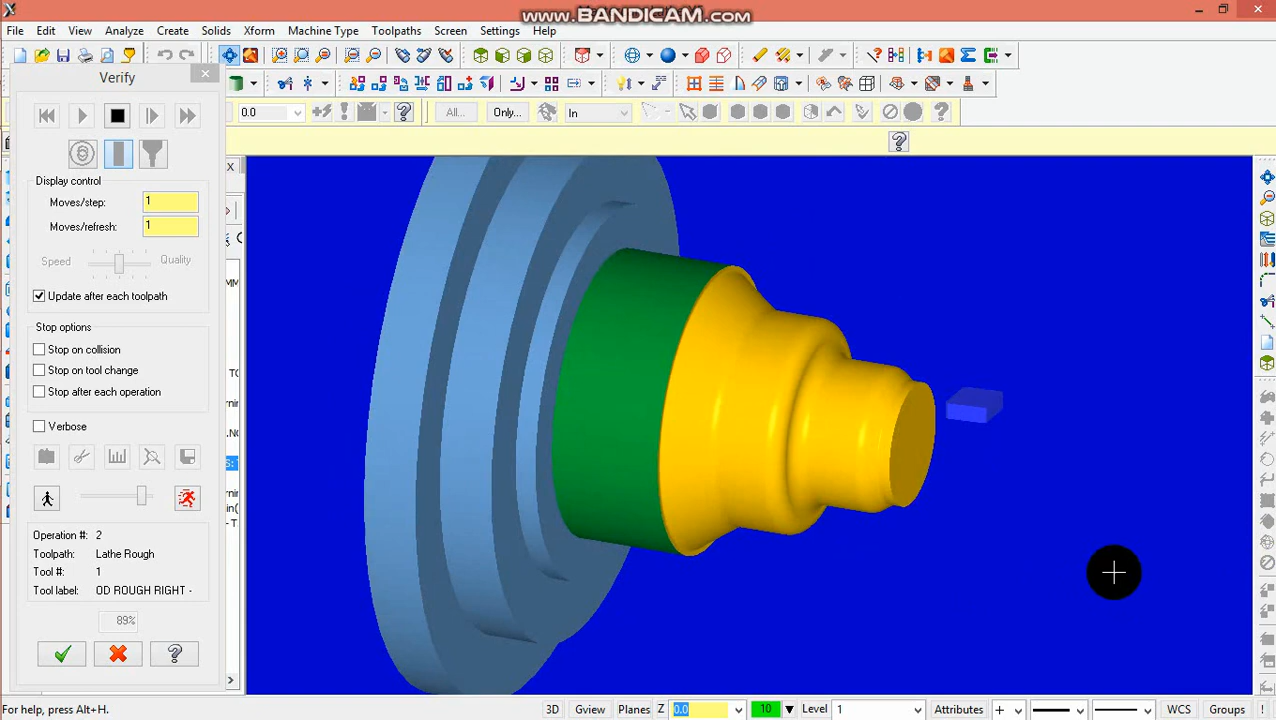 www.BANDICAM.com
File Edit View Analyze Create Solids Xform Machine Type Toolpaths Screen Settings Help
Verify
0.0 All... Only... In
Display control
Moves/step: 1
Moves/refresh: 1
Speed Quality
Update after each toolpath
Stop options
Stop on collision
Stop on tool change
Stop after each operation
Verbose
Operation #: 2
Toolpath: Lathe Rough
Tool #: 1
Tool label: OD ROUGH RIGHT -
89%
For help, press Alt+H. 3D Gview Planes Z 0.0 10 Level 1 Attributes WCS Groups